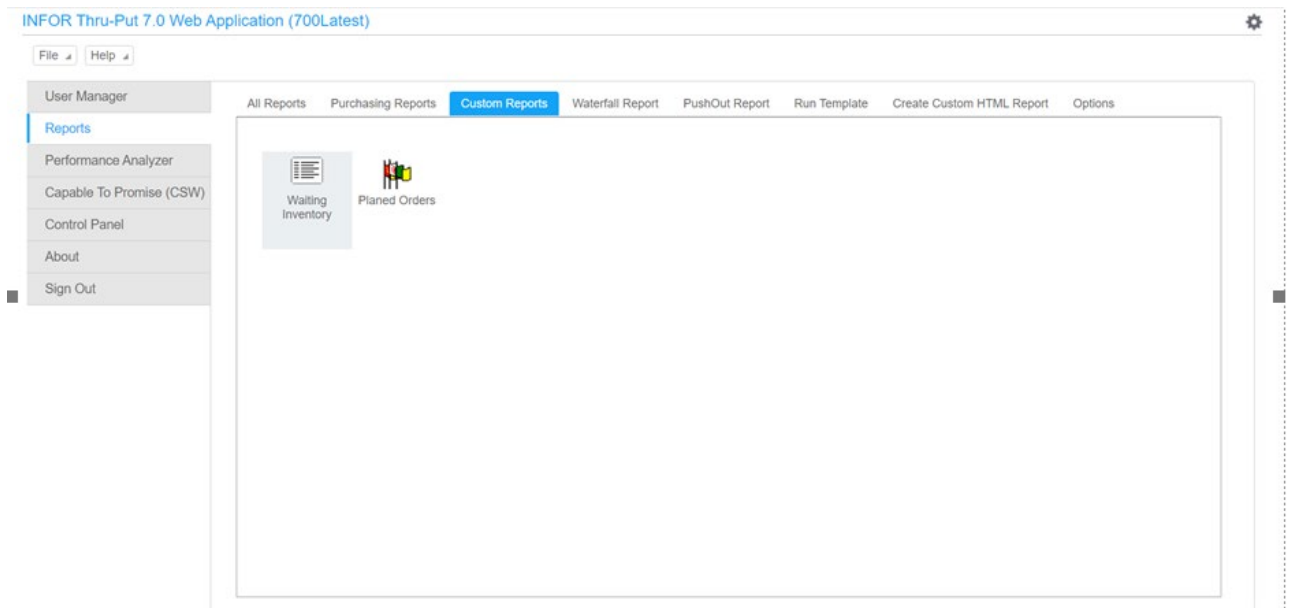 INFOR Thru-Put 7.0 Web Application (700Latest)
File Help
User Manager
Reports
Performance Analyzer
Capable To Promise (CSW)
Control Panel
About
Sign Out
All Reports Purchasing Reports Custom Reports Waterfall Report PushOut Report Run Template Create Custom HTML Report Options
Waiting
Inventory
Planed Orders